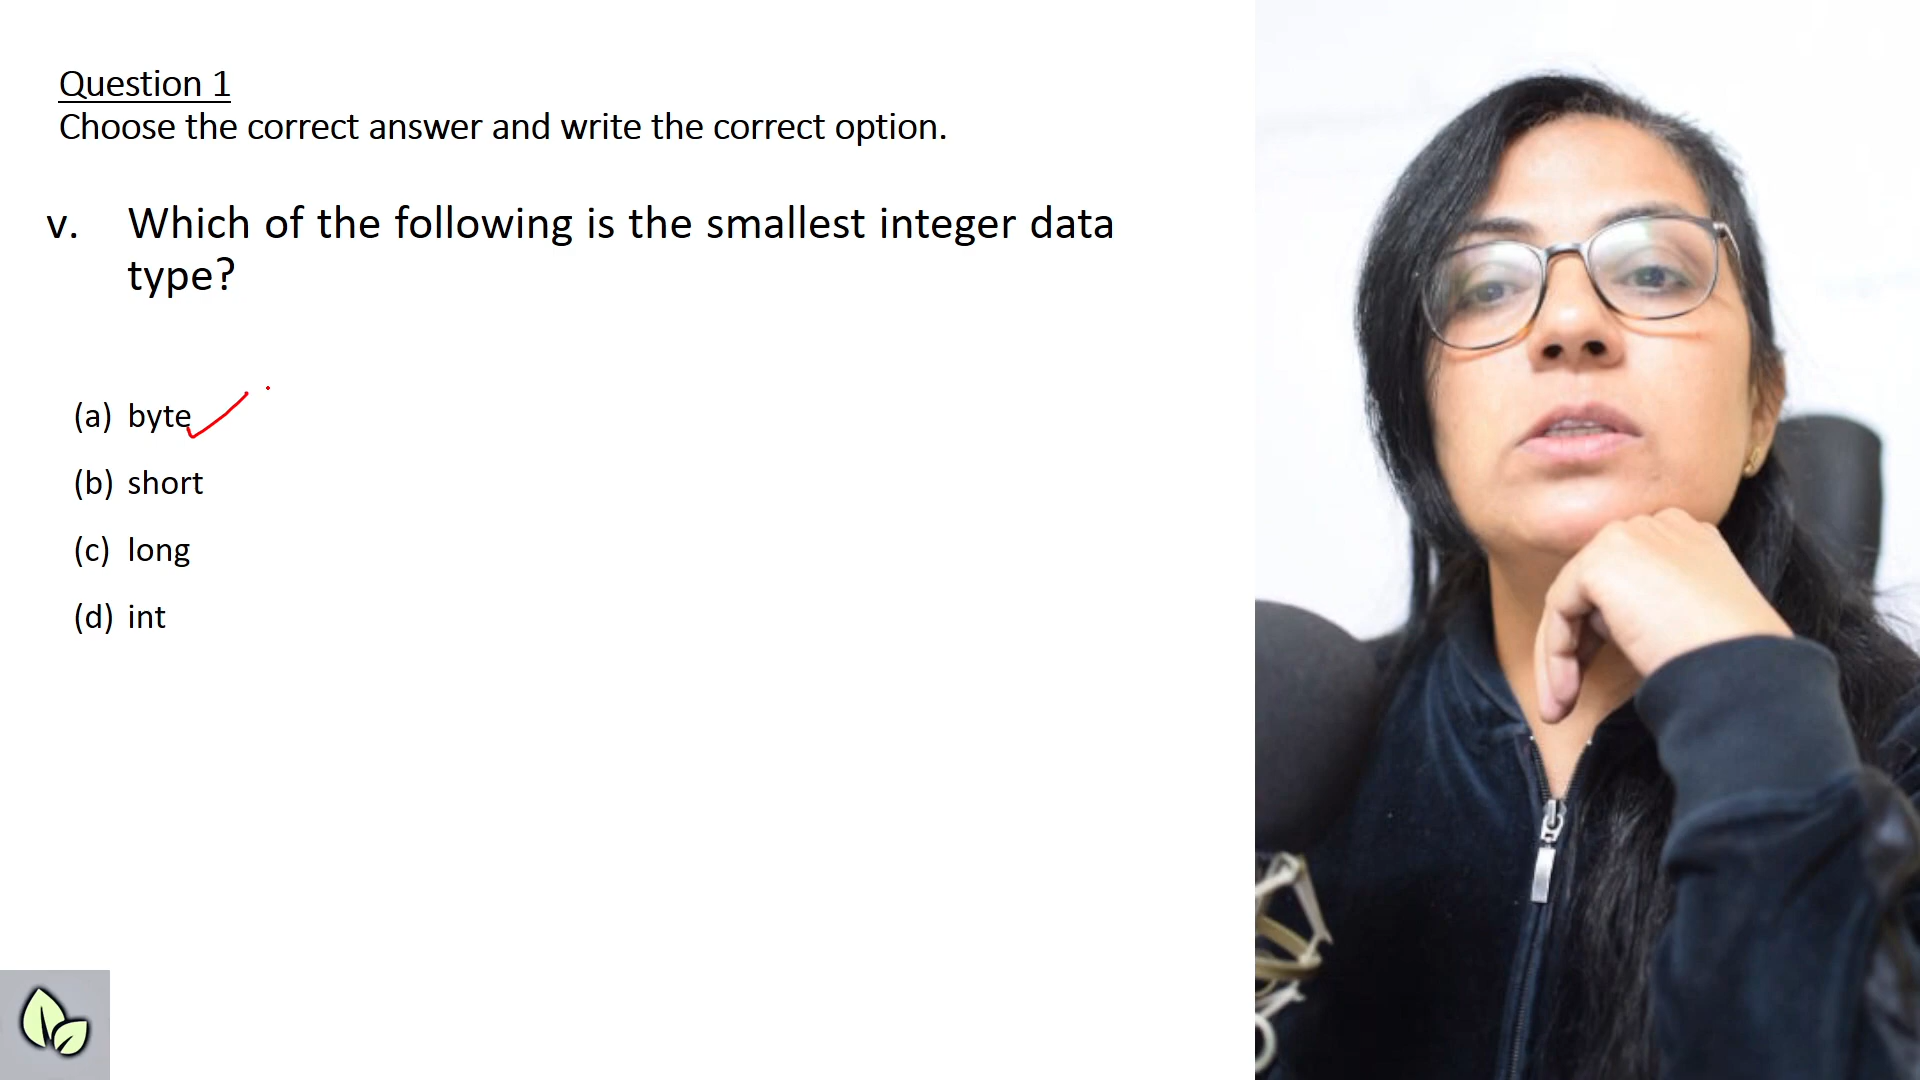 Question 1
Choose the correct answer and write the correct option.
v. Which of the following is the smallest integer data
type?
(a) byte
(b) short
(c) long
(d) int